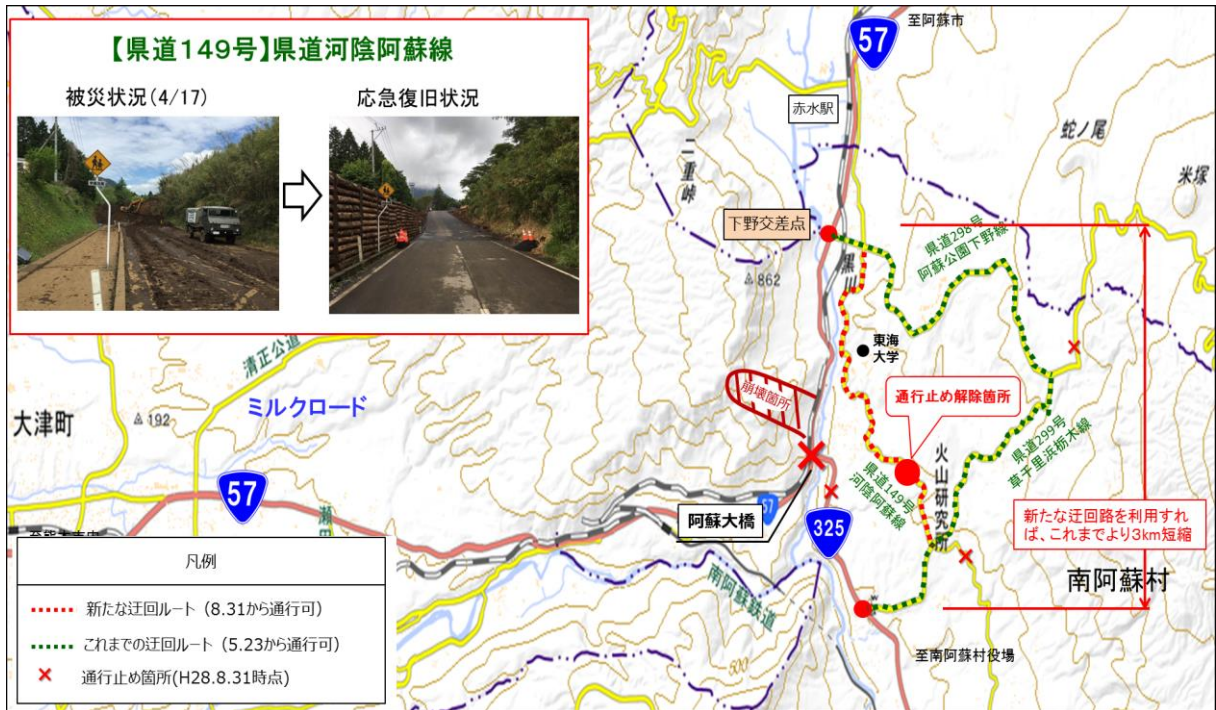 【県道149号】県道河陰阿蘇線
被災状況(4/17)
応急復旧状況
57
至阿蘇市
赤水駅
蛇ノ尾
米塚
二重峠
下野交差点
県道298号
阿蘇公園下野線
黒川
862
東海
大学
清正公道
ミルクロード
大津町
192
崩壊箇所
通行止め解除箇所
県道299号
草千里浜栃木線
火山研究所
県道149号
河陰阿蘇線
57
阿蘇大橋
57
325
新たな迂回路を利用すれ
ば、これまでより3km短縮
南阿蘇村
南阿蘇鉄道
500
至南阿蘇村役場
凡例
新たな迂回ルート (8.31から通行可)
これまでの迂回ルート (5.23から通行可)
通行止め箇所(H28.8.31時点)